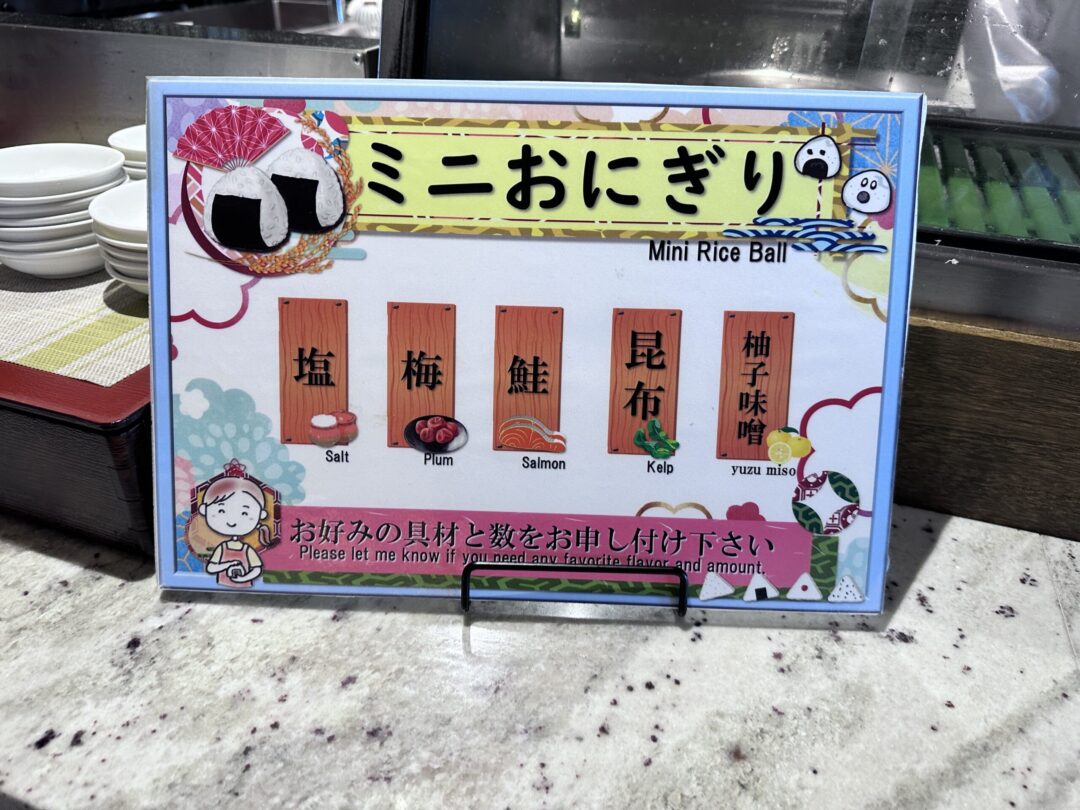 ミニおにぎり
Mini Rice Ball
塩
Salt
梅
Plum
鮭
Salmon
昆布
Kelp
柚子味噌
yuzu miso
お好みの具材と数をお申し付け下さい
Please let me know if you need any favorite flavor and amount.